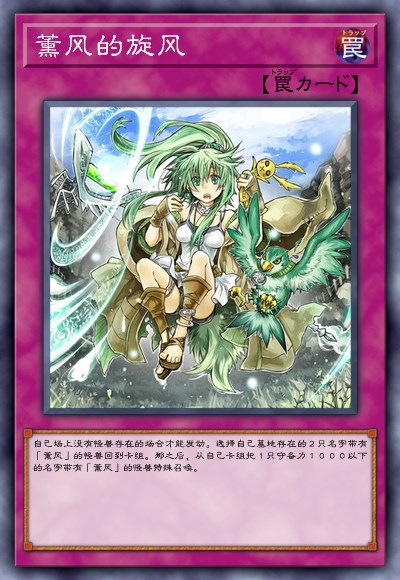 薰风的旋风
トラップ
罠
トラップ
【罠カード】
自己场上没有怪兽存在的场合才能发动。选择自己墓地存在的２只名字带有
「薰风」的怪兽回到卡组。那之后，从自己卡组把１只守备力１０００以下
的名字带有「薰风」的怪兽特殊召唤。